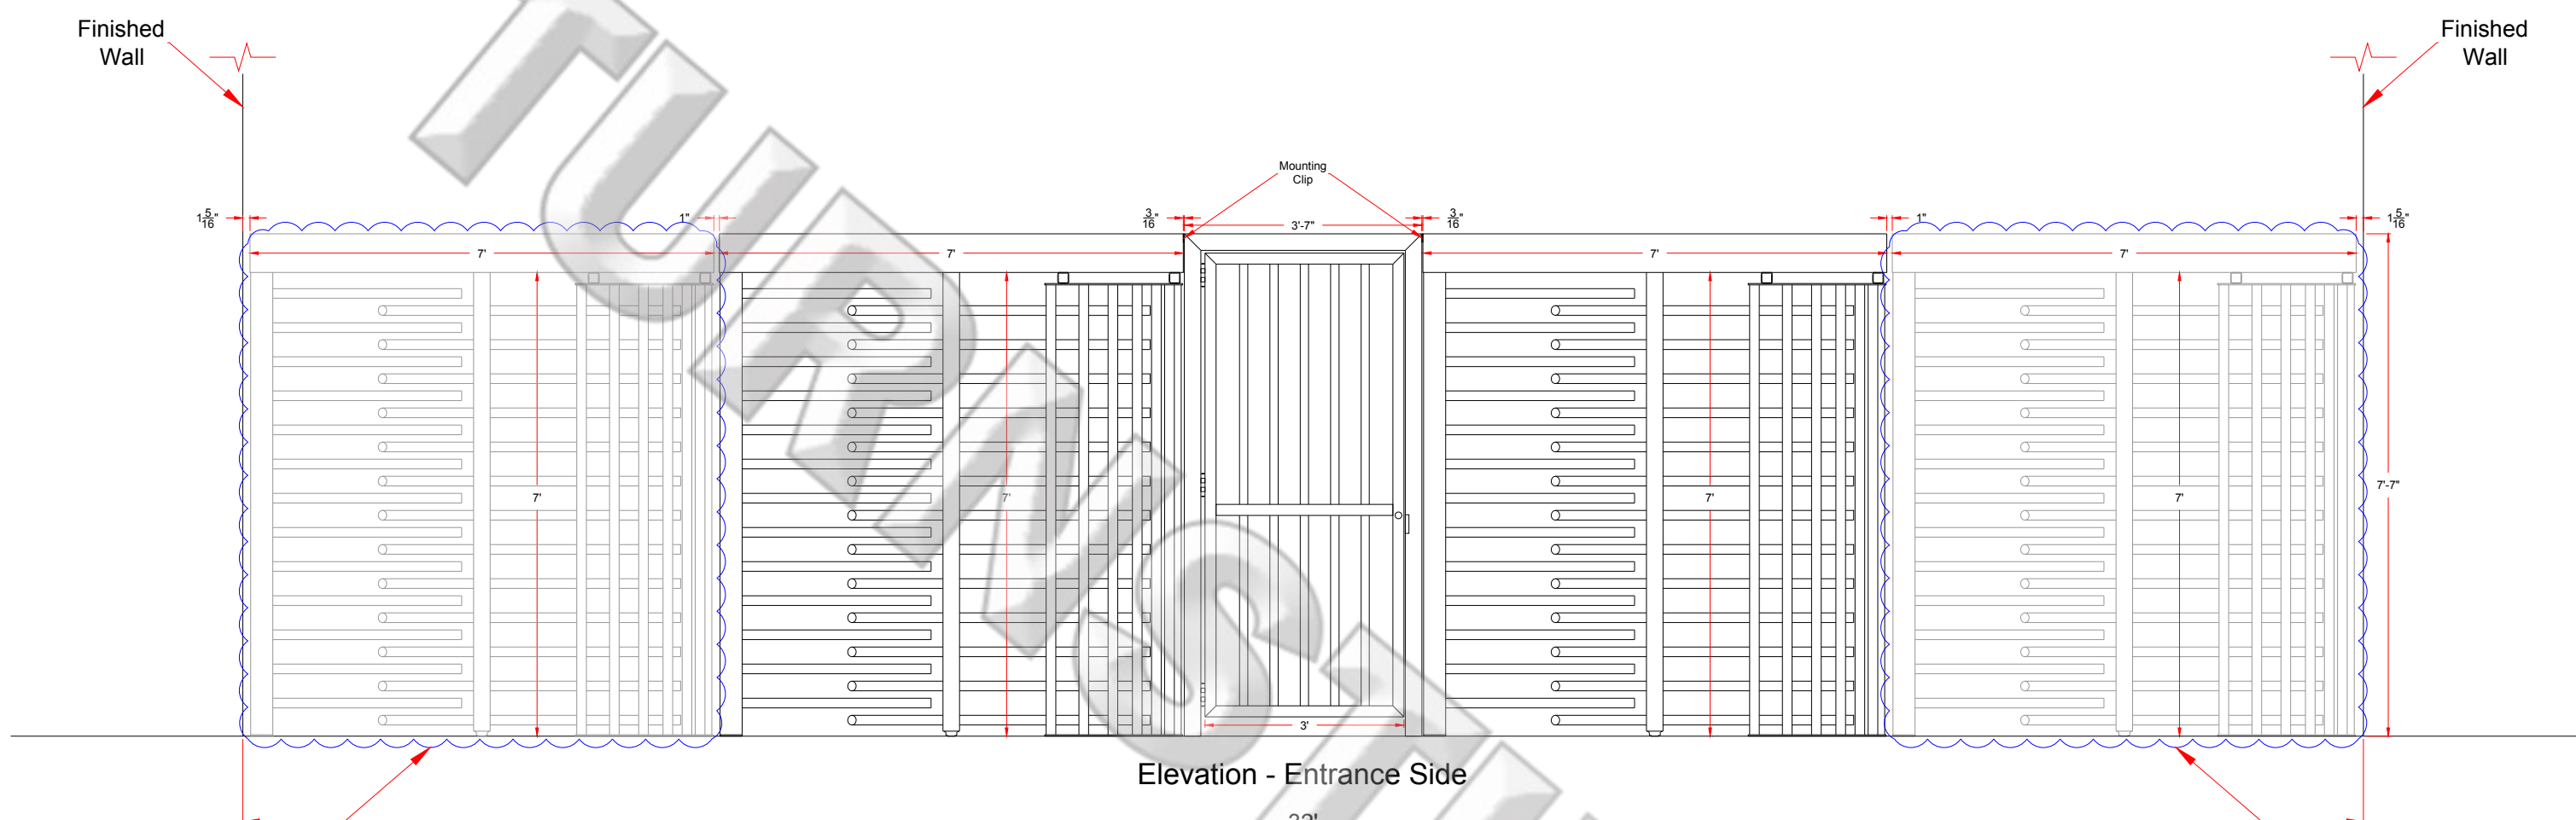 Finished
Wall
Finished
Wall
Mounting
Clip
1 5/16"
1"
3/16"
3'-7"
3/16"
1"
1 5/16"
7'
7'
7'
7'
7'
7'
7'
7'
7'-7"
3'
Elevation - Entrance Side
TURNST